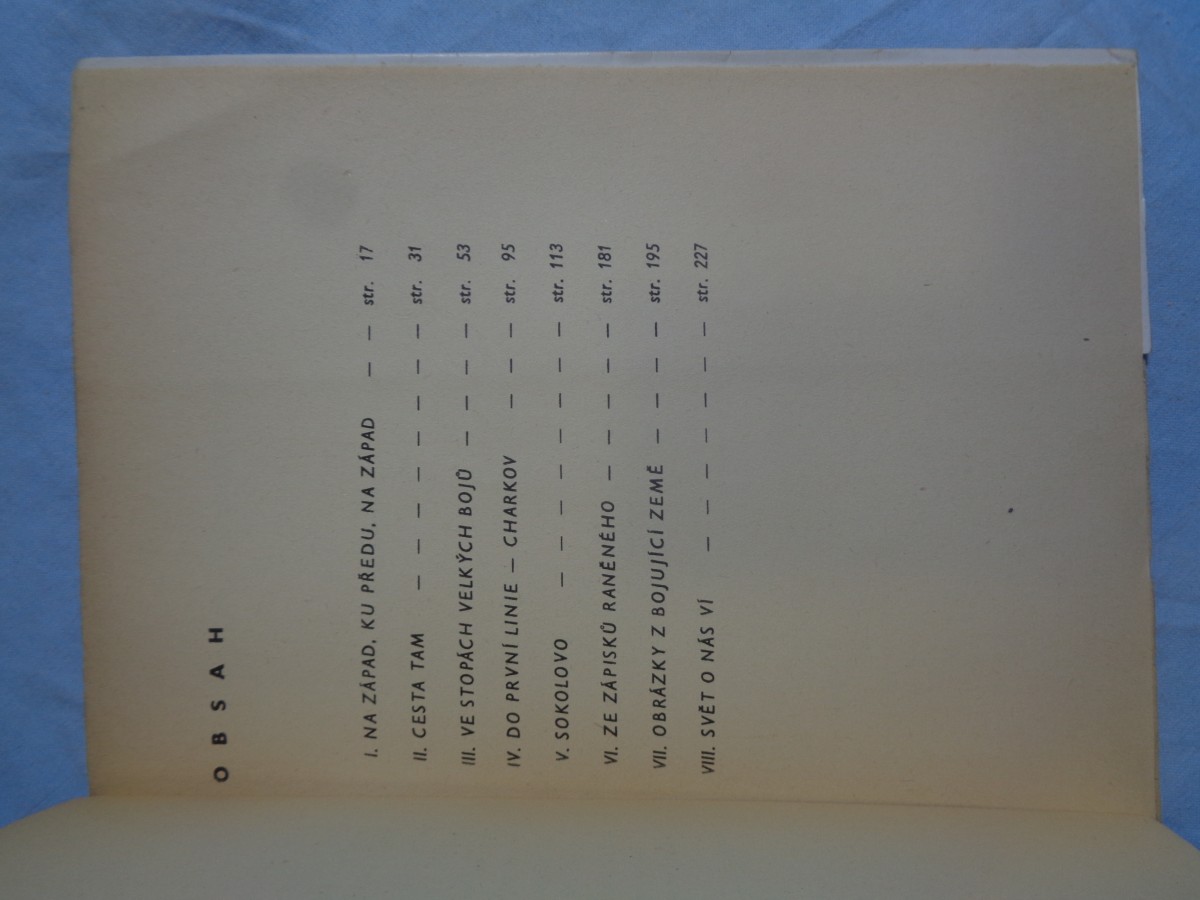 OBSAH
I. NA ZÁPAD, KU PŘEDU, NA ZÁPAD — — str. 17
II. CESTA TAM — — — — — — — — str. 31
III. VE STOPÁCH VELKÝCH BOJŮ — — — — str. 53
IV. DO PRVNÍ LINIE — CHARKOV — — — str. 95
V. SOKOLOVO — — — — — — — — str. 113
VI. ZE ZÁPISKŮ RANĚNÉHO — — — — — str. 181
VII. OBRÁZKY Z BOJUJÍCÍ ZEMĚ — — — — str. 195
VIII. SVĚT O NÁS VÍ — — — — — — — str. 227